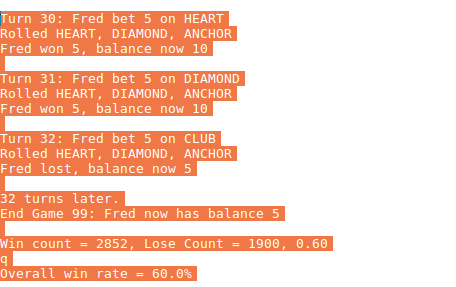 Turn 30: Fred bet 5 on HEART
Rolled HEART, DIAMOND, ANCHOR
Fred won 5, balance now 10
Turn 31: Fred bet 5 on DIAMOND
Rolled HEART, DIAMOND, ANCHOR
Fred won 5, balance now 10
Turn 32: Fred bet 5 on CLUB
Rolled HEART, DIAMOND, ANCHOR
Fred lost, balance now 5
32 turns later.
End Game 99: Fred now has balance 5
Win count = 2852, Lose Count = 1900, 0.60
q
Overall win rate = 60.0%